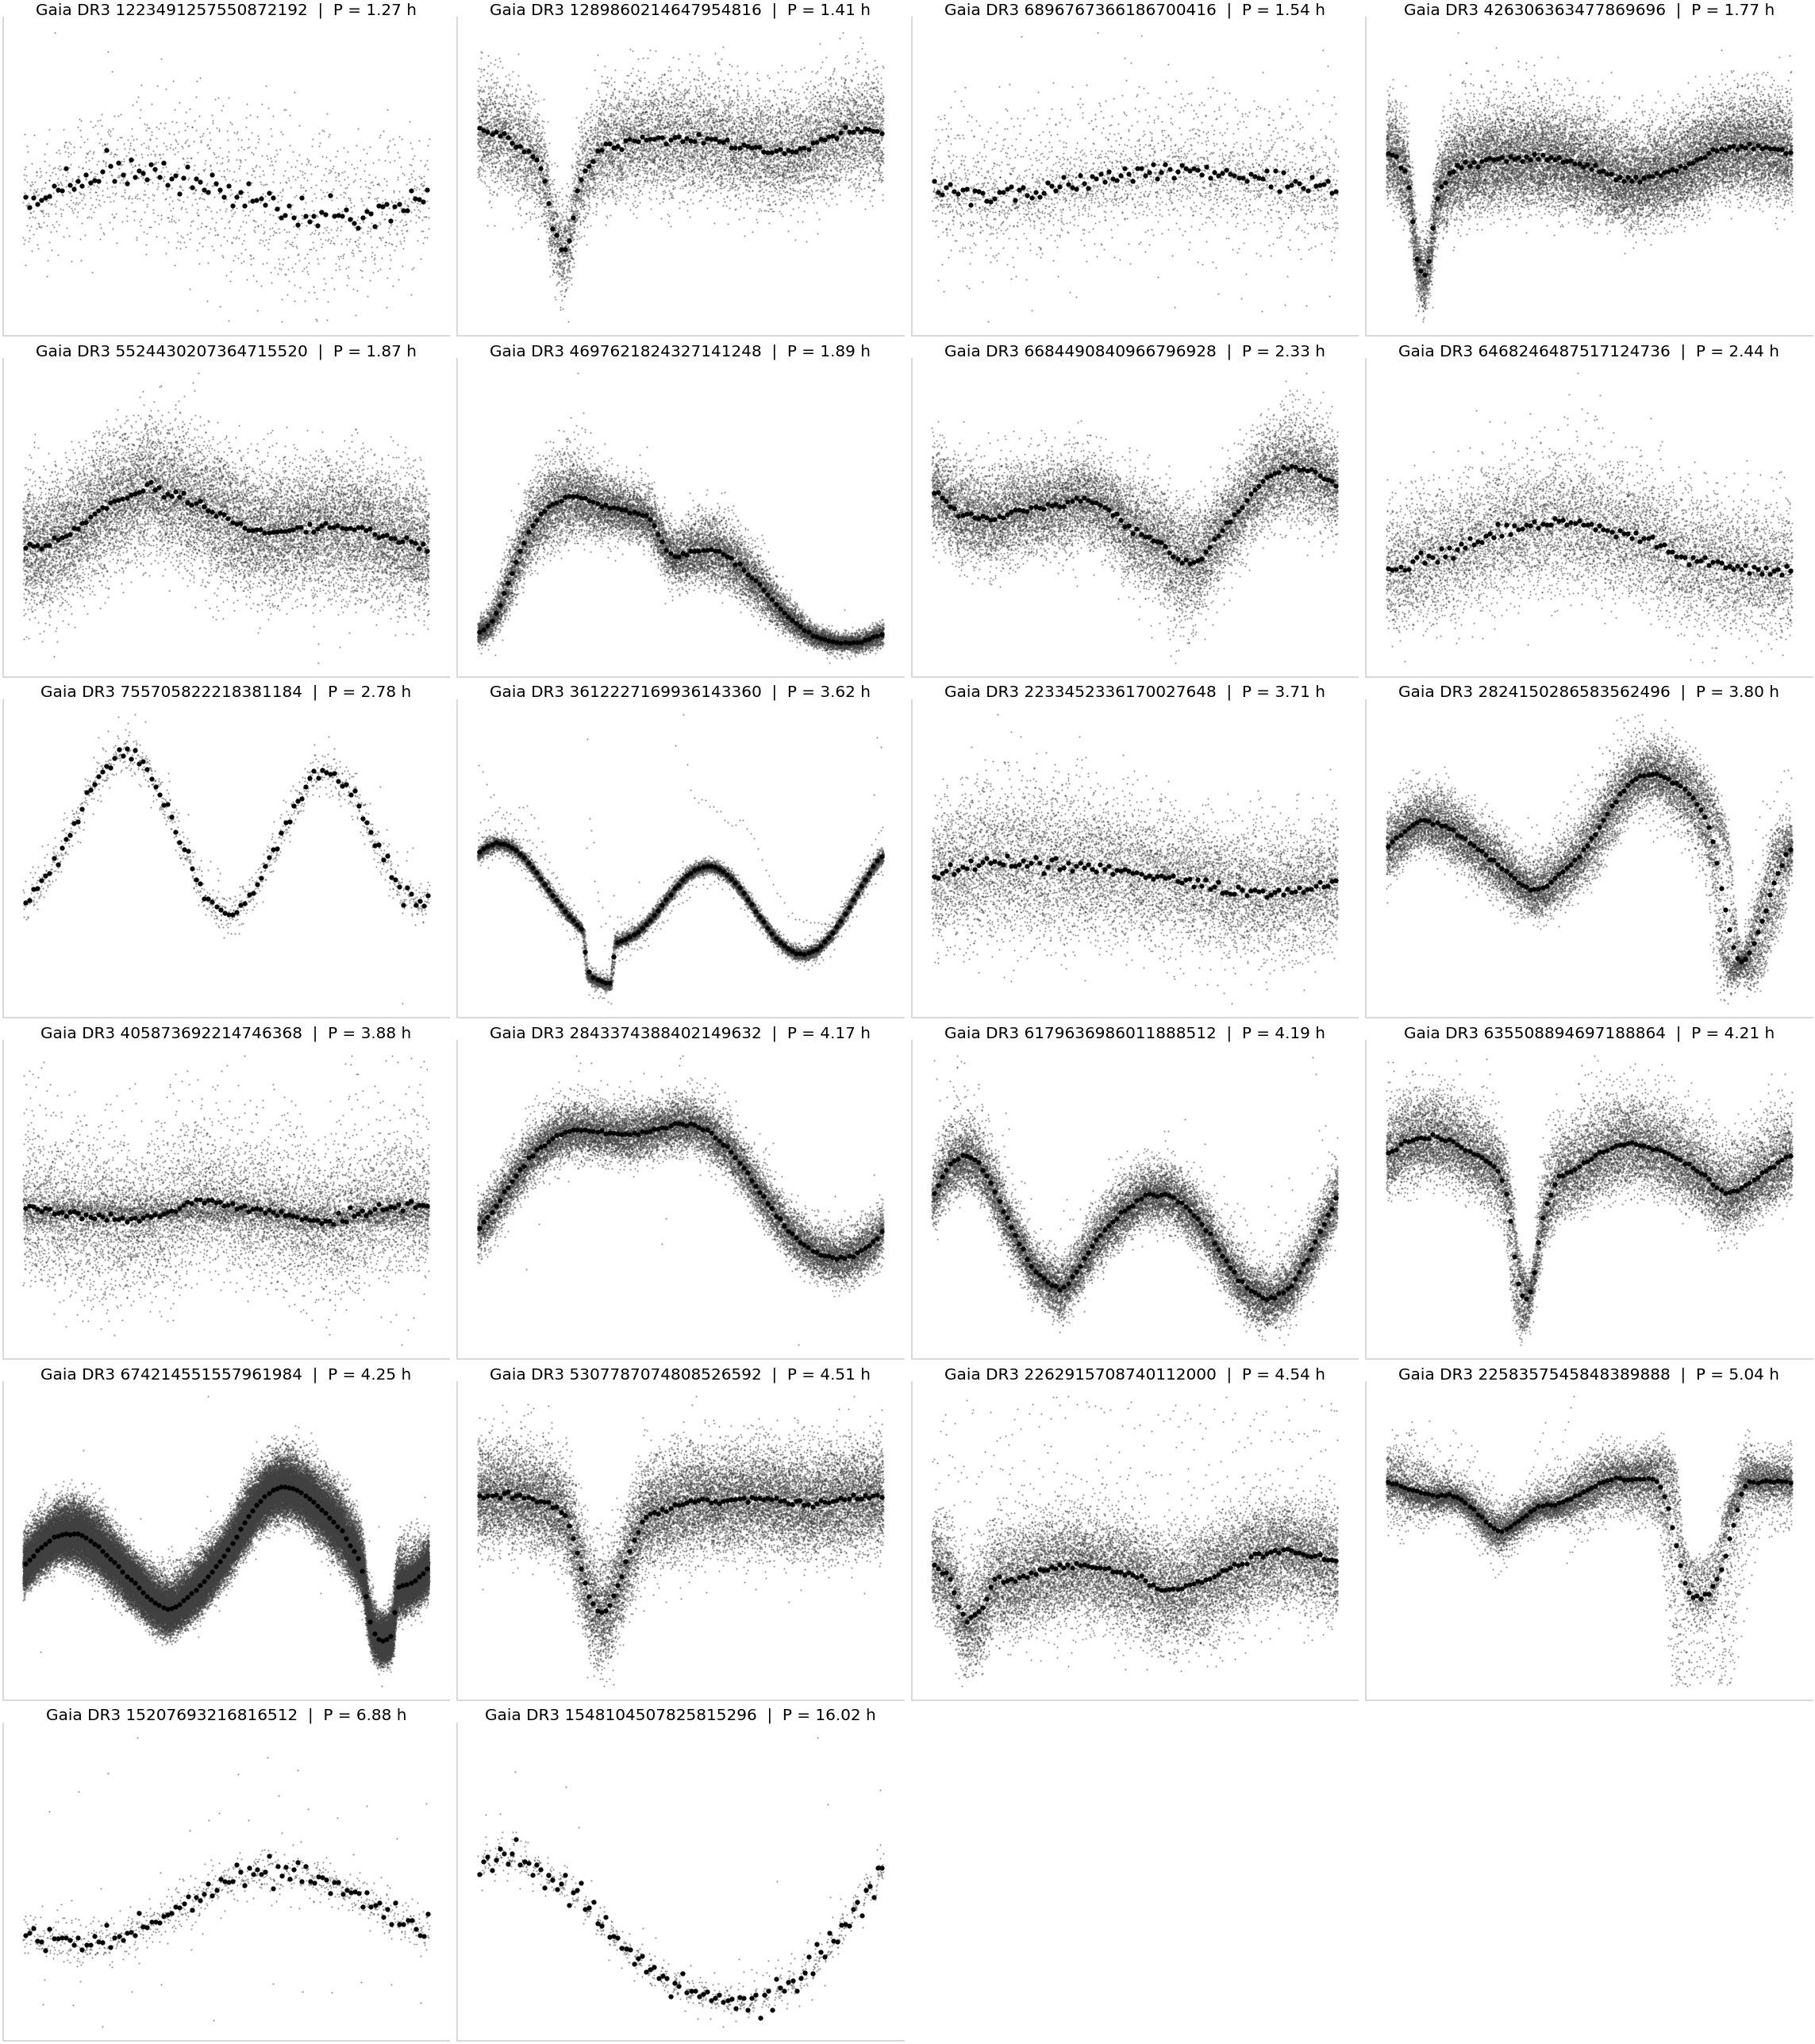 Gaia DR3 1223491257550872192 | P = 1.27 h
Gaia DR3 1289860214647954816 | P = 1.41 h
Gaia DR3 6896767366186700416 | P = 1.54 h
Gaia DR3 426306363477869696 | P = 1.77 h
Gaia DR3 5524430207364715520 | P = 1.87 h
Gaia DR3 4697621824327141248 | P = 1.89 h
Gaia DR3 6684490840966796928 | P = 2.33 h
Gaia DR3 6468246487517124736 | P = 2.44 h
Gaia DR3 755705822218381184 | P = 2.78 h
Gaia DR3 3612227169936143360 | P = 3.62 h
Gaia DR3 2233452336170027648 | P = 3.71 h
Gaia DR3 2824150286583562496 | P = 3.80 h
Gaia DR3 405873692214746368 | P = 3.88 h
Gaia DR3 2843374388402149632 | P = 4.17 h
Gaia DR3 6179636986011888512 | P = 4.19 h
Gaia DR3 635508894697188864 | P = 4.21 h
Gaia DR3 674214551557961984 | P = 4.25 h
Gaia DR3 5307787074808526592 | P = 4.51 h
Gaia DR3 2262915708740112000 | P = 4.54 h
Gaia DR3 2258357545848389888 | P = 5.04 h
Gaia DR3 15207693216816512 | P = 6.88 h
Gaia DR3 1548104507825815296 | P = 16.02 h